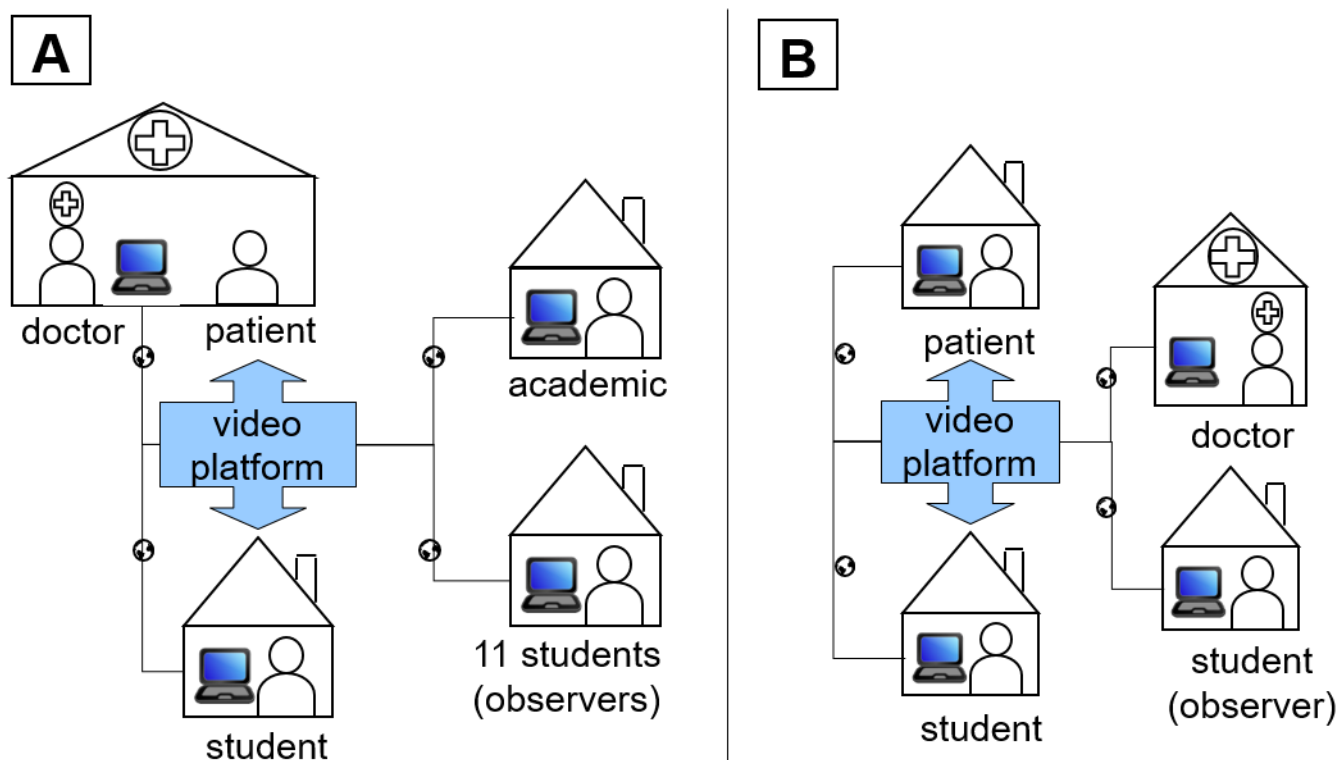 A
doctor
patient
video
platform
academic
student
11 students
(observers)
B
patient
video
platform
doctor
student
student
(observer)